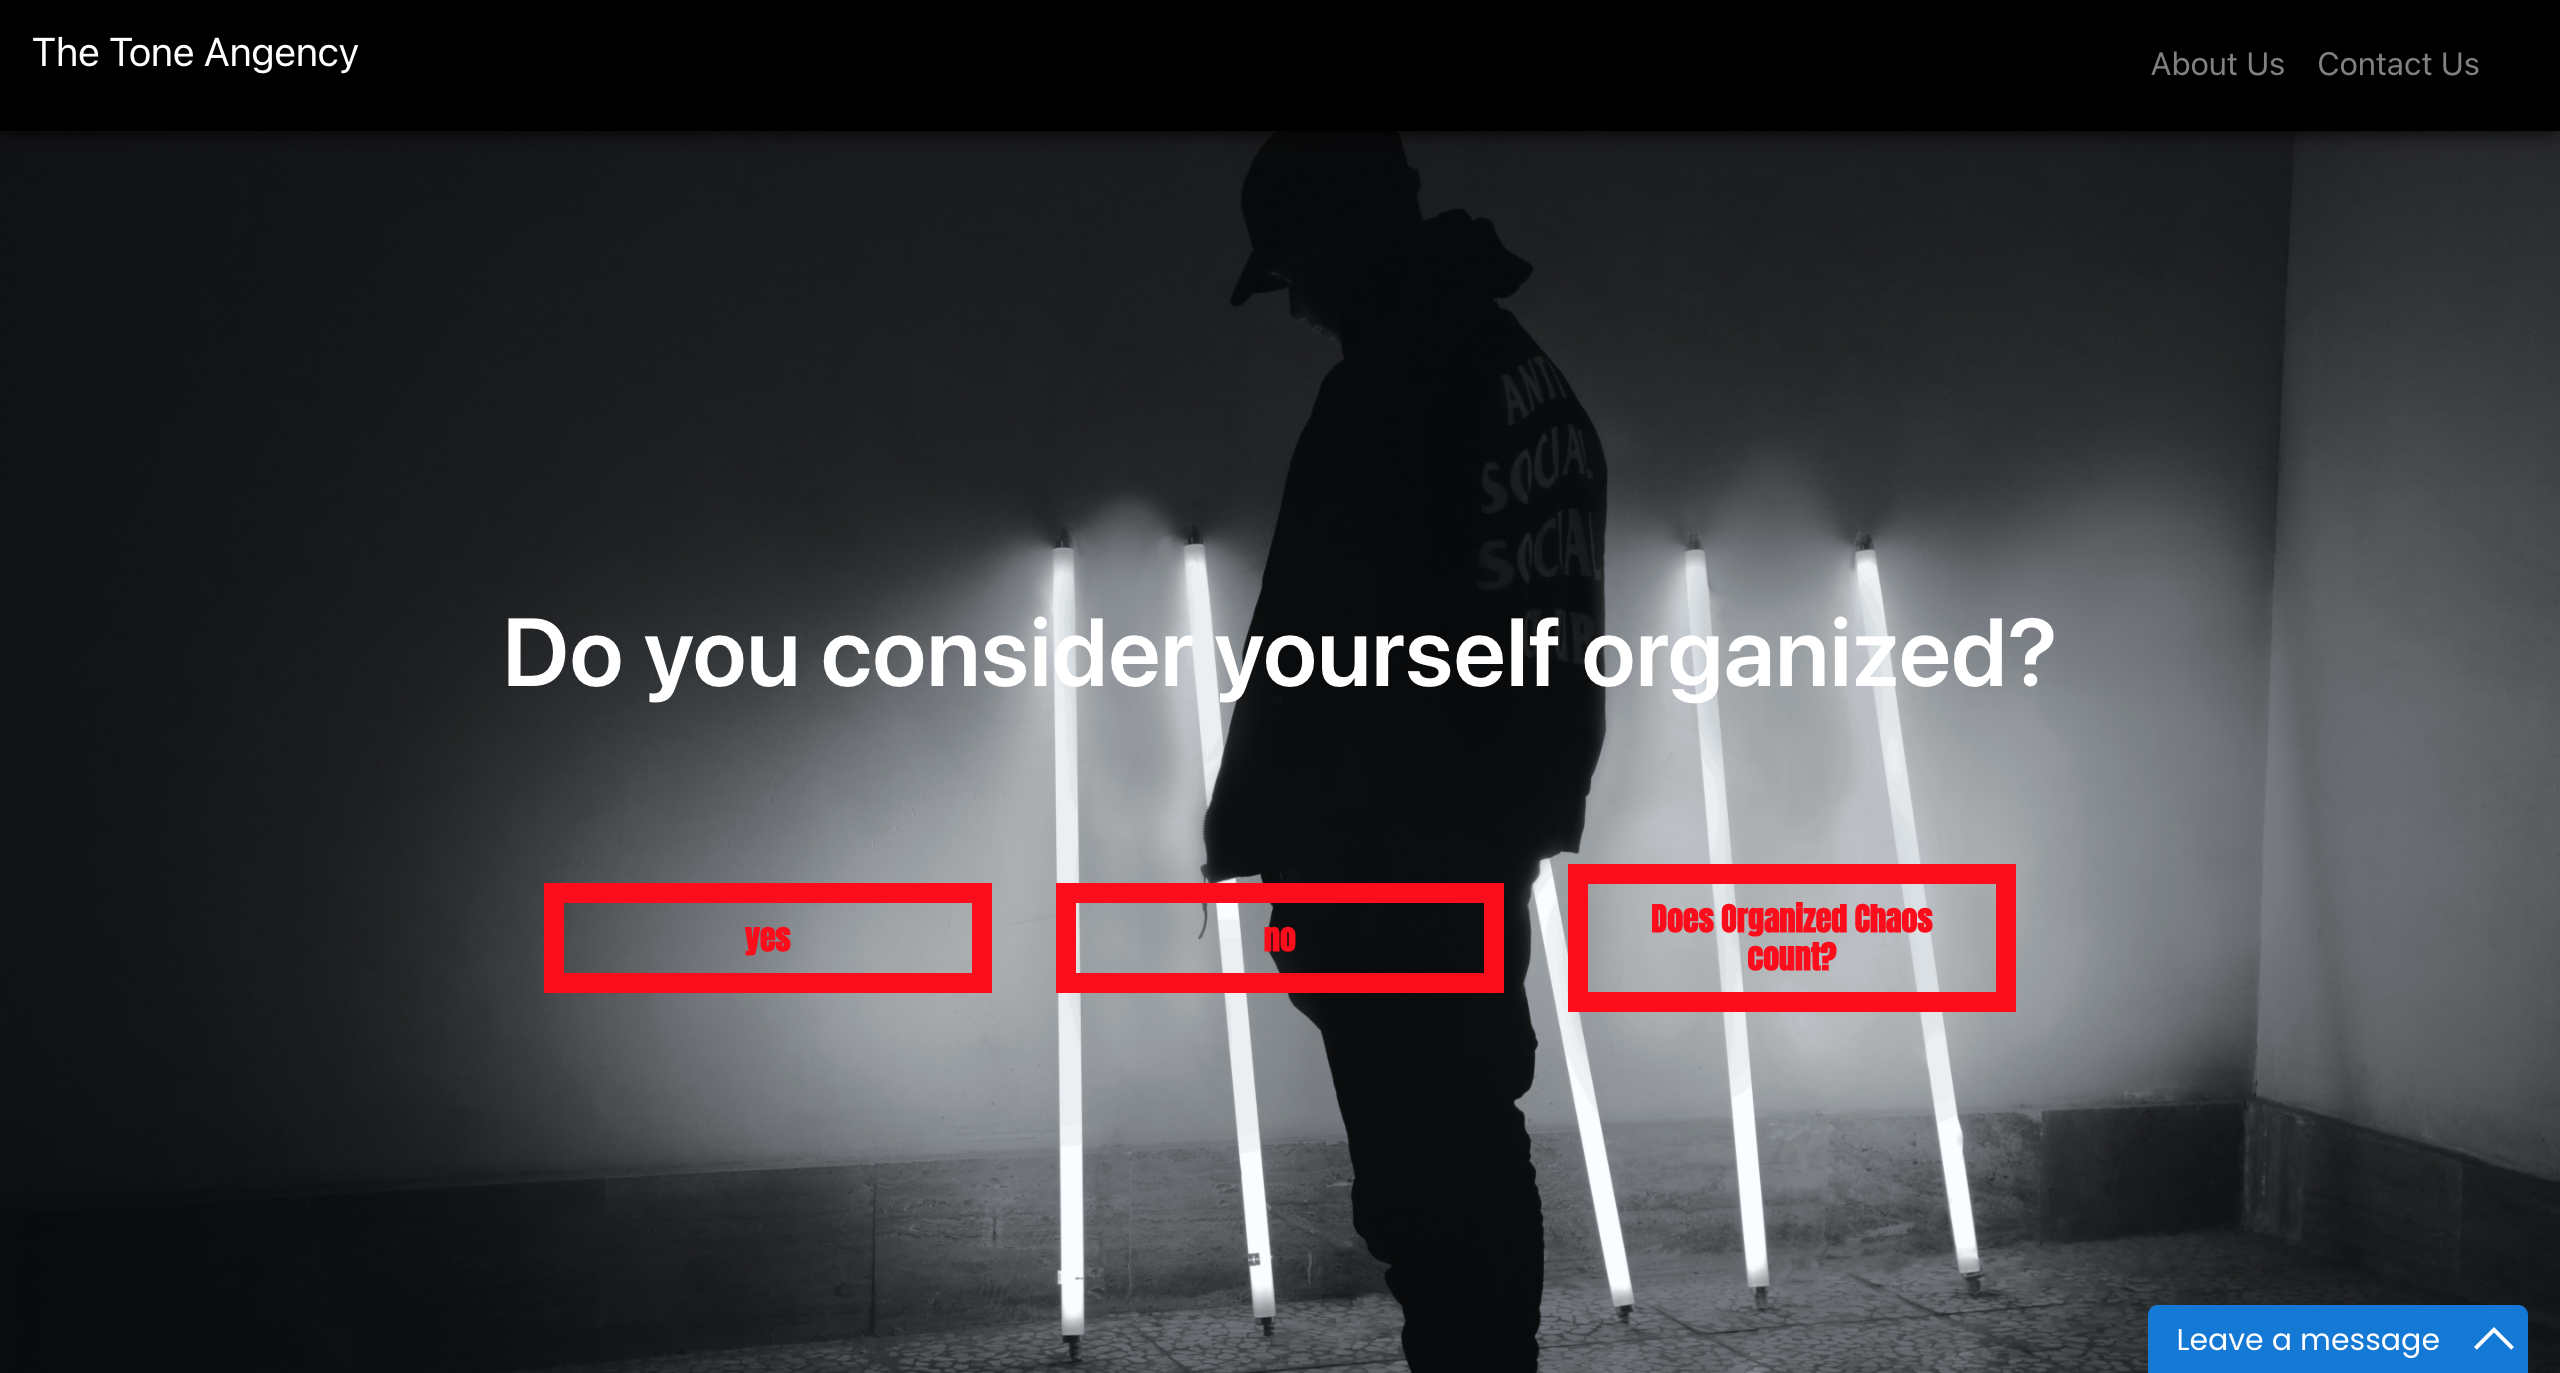 The Tone Angency
About Us Contact Us
ANTI
SOCIAL
SOCIAL
Do you consider yourself organized?
yes
no
Does Organized Chaos
count?
Leave a message